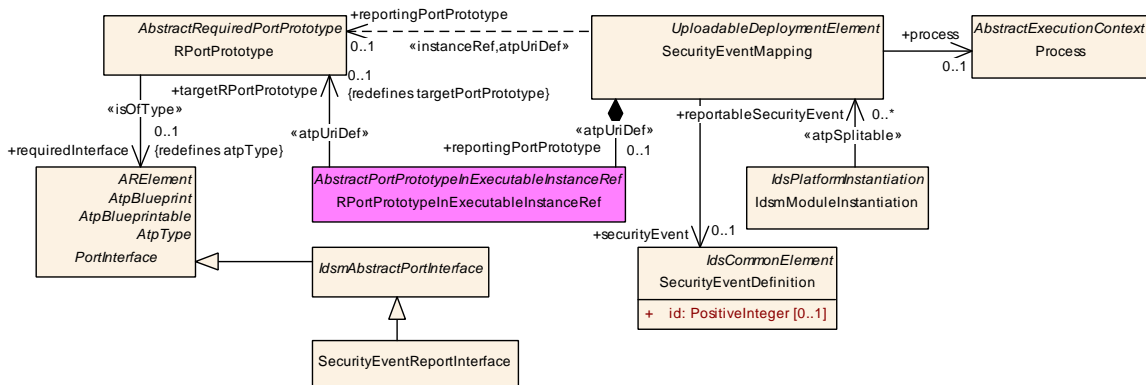 +reportingPortPrototype
AbstractRequiredPortPrototype
RPortPrototype
0..1
«instanceRef,atpUriDef»
UploadableDeploymentElement
SecurityEventMapping
+process
0..1
AbstractExecutionContext
Process
+targetRPortPrototype
0..1
{redefines targetPortPrototype}
«isOfType»
0..1
+requiredInterface
{redefines atpType}
«atpUriDef»
«atpUriDef»
+reportingPortPrototype
0..1
+reportableSecurityEvent
0..*
«atpSplitable»
ARElement
AtpBlueprint
AtpBlueprintable
AtpType
PortInterface
AbstractPortPrototypeInExecutableInstanceRef
RPortPrototypeInExecutableInstanceRef
IdsPlatformInstantiation
IdsmModuleInstantiation
+securityEvent
0..1
IdsmAbstractPortInterface
IdsCommonElement
SecurityEventDefinition
+ id: PositiveInteger [0..1]
SecurityEventReportInterface